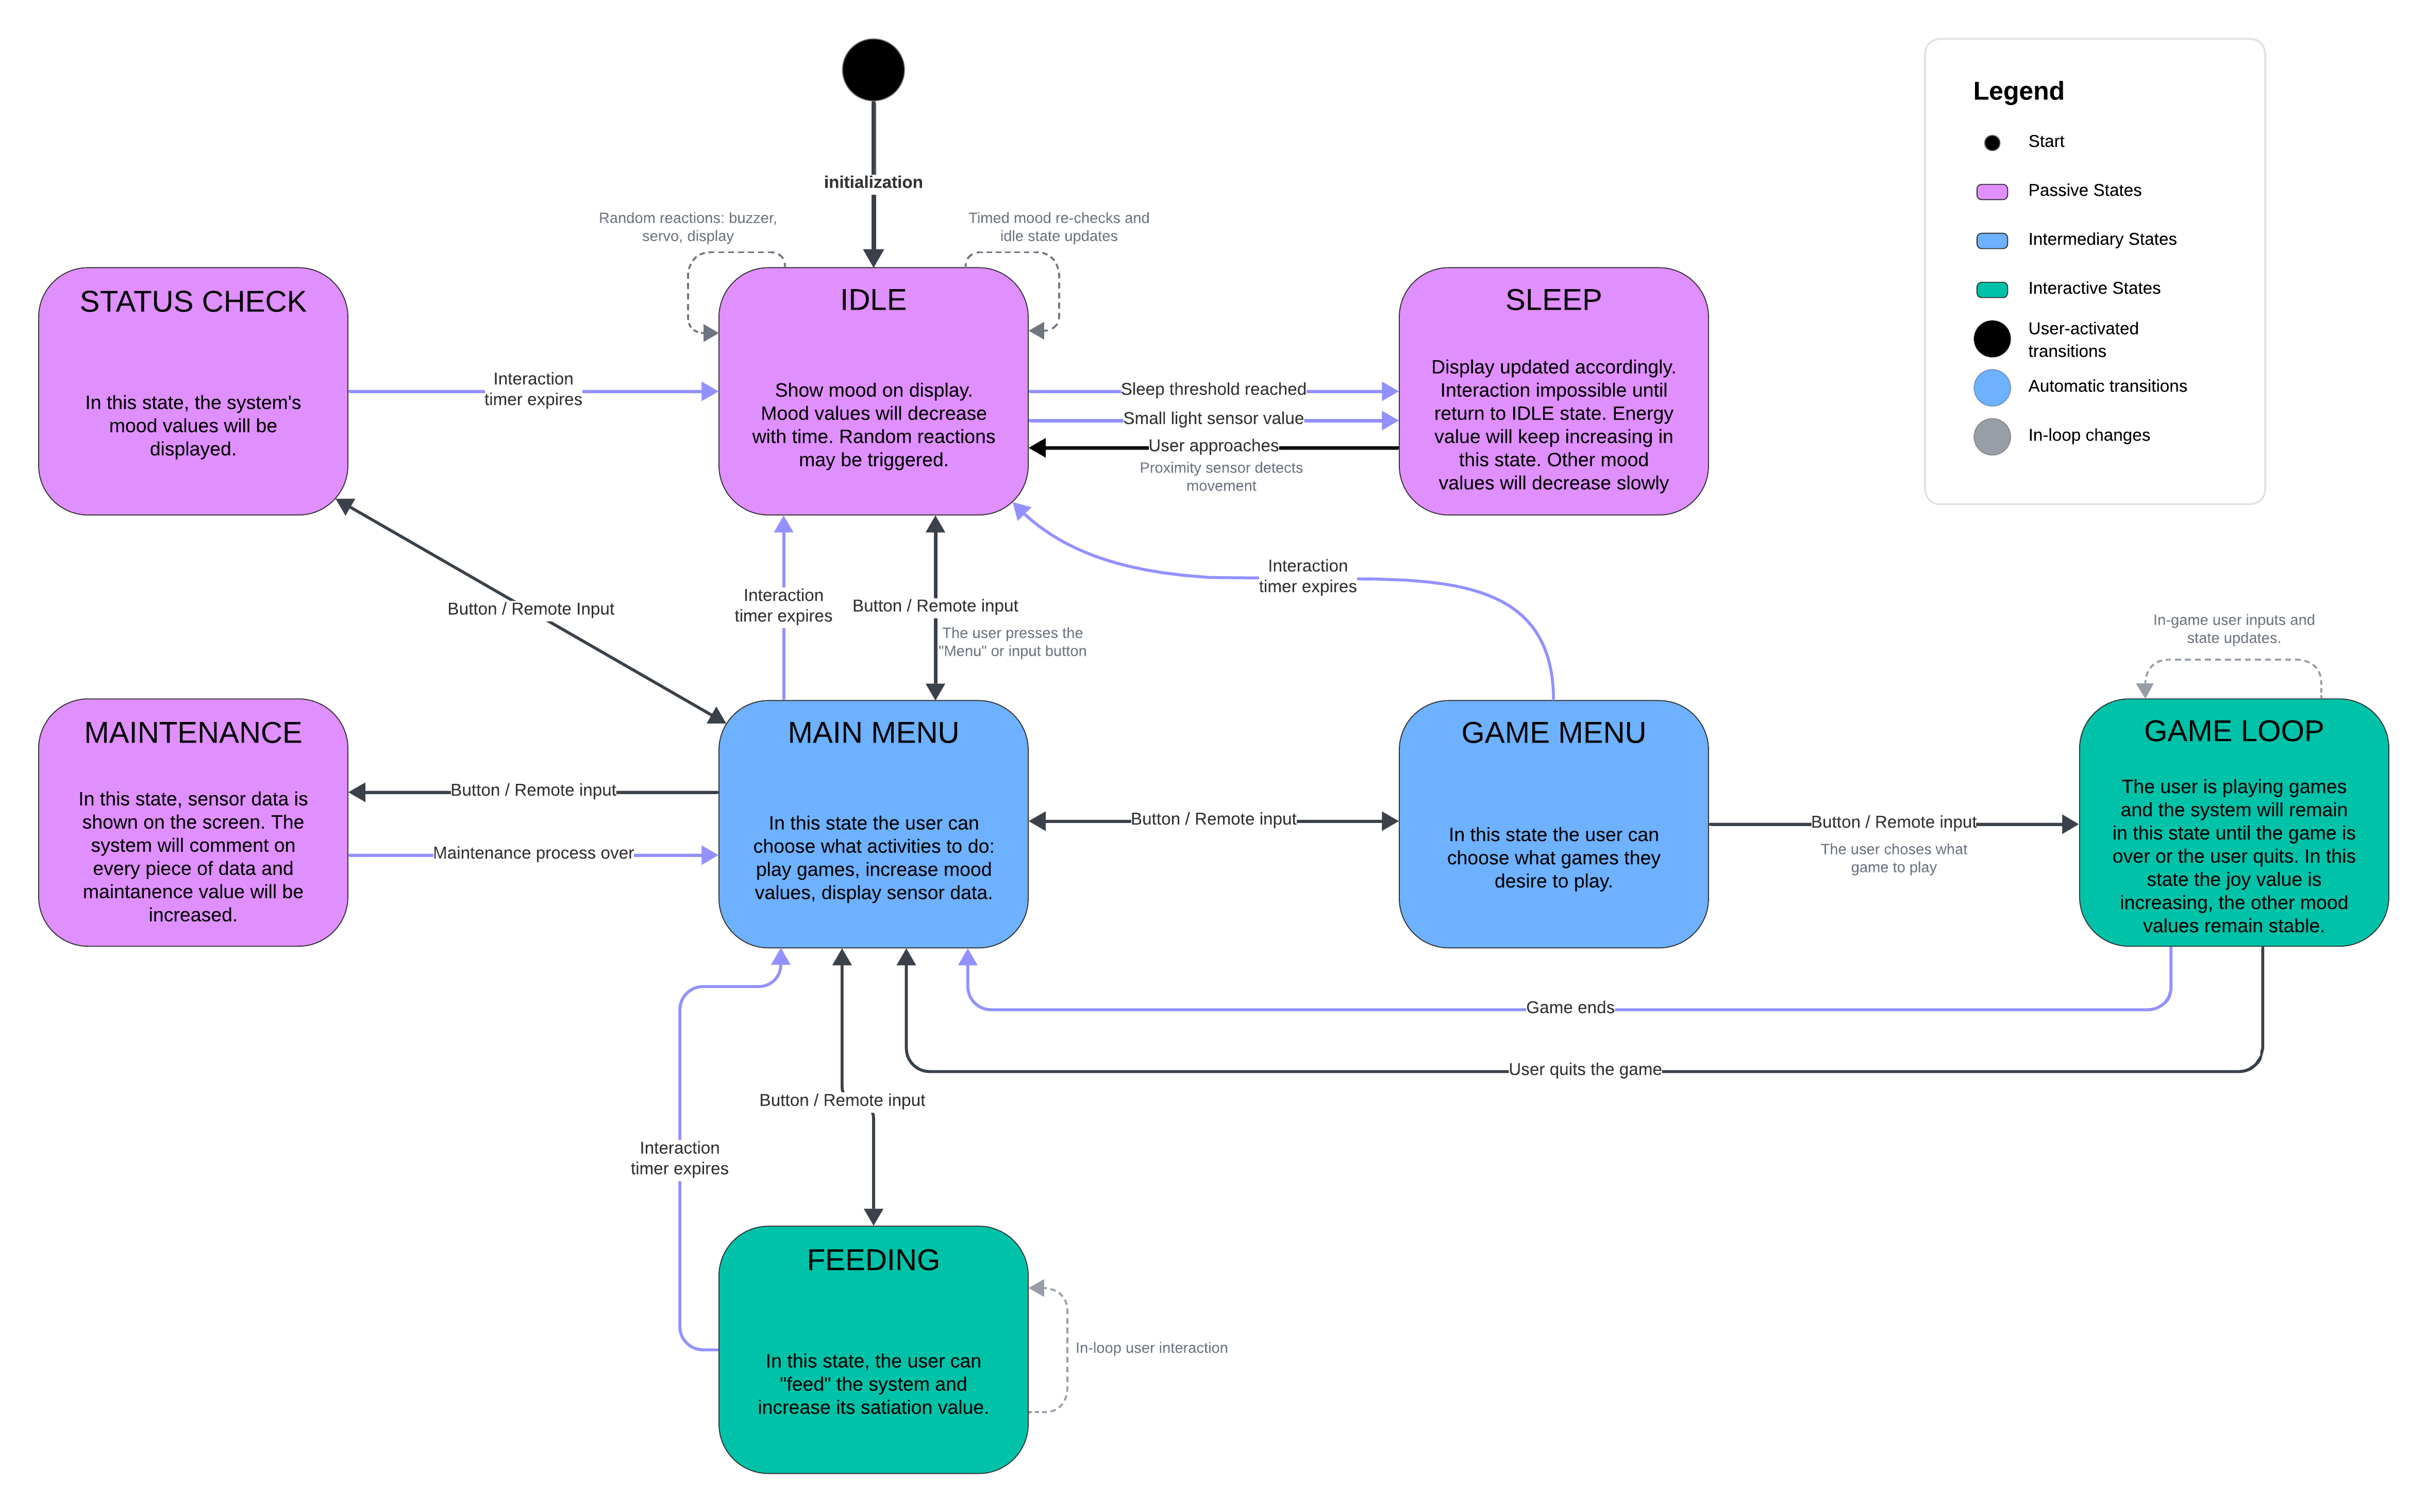 Legend
Start
Passive States
Intermediary States
Interactive States
User-activated
transitions
Automatic transitions
In-loop changes
initialization
Random reactions: buzzer,
servo, display
Timed mood re-checks and
idle state updates
STATUS CHECK
In this state, the system's
mood values will be
displayed.
Interaction
timer expires
IDLE
Show mood on display.
Mood values will decrease
with time. Random reactions
may be triggered.
Sleep threshold reached
Small light sensor value
User approaches
Proximity sensor detects
movement
SLEEP
Display updated accordingly.
Interaction impossible until
return to IDLE state. Energy
value will keep increasing in
this state. Other mood
values will decrease slowly
Button / Remote Input
Interaction
timer expires
Button / Remote input
The user presses the
"Menu" or input button
Interaction
timer expires
In-game user inputs and
state updates.
MAINTENANCE
In this state, sensor data is
shown on the screen. The
system will comment on
every piece of data and
maintanence value will be
increased.
Button / Remote input
Maintenance process over
MAIN MENU
In this state the user can
choose what activities to do:
play games, increase mood
values, display sensor data.
Button / Remote input
GAME MENU
In this state the user can
choose what games they
desire to play.
Button / Remote input
The user choses what
game to play
GAME LOOP
The user is playing games
and the system will remain
in this state until the game is
over or the user quits. In this
state the joy value is
increasing, the other mood
values remain stable.
Game ends
User quits the game
Button / Remote input
Interaction
timer expires
FEEDING
In this state, the user can
"feed" the system and
increase its satiation value.
In-loop user interaction